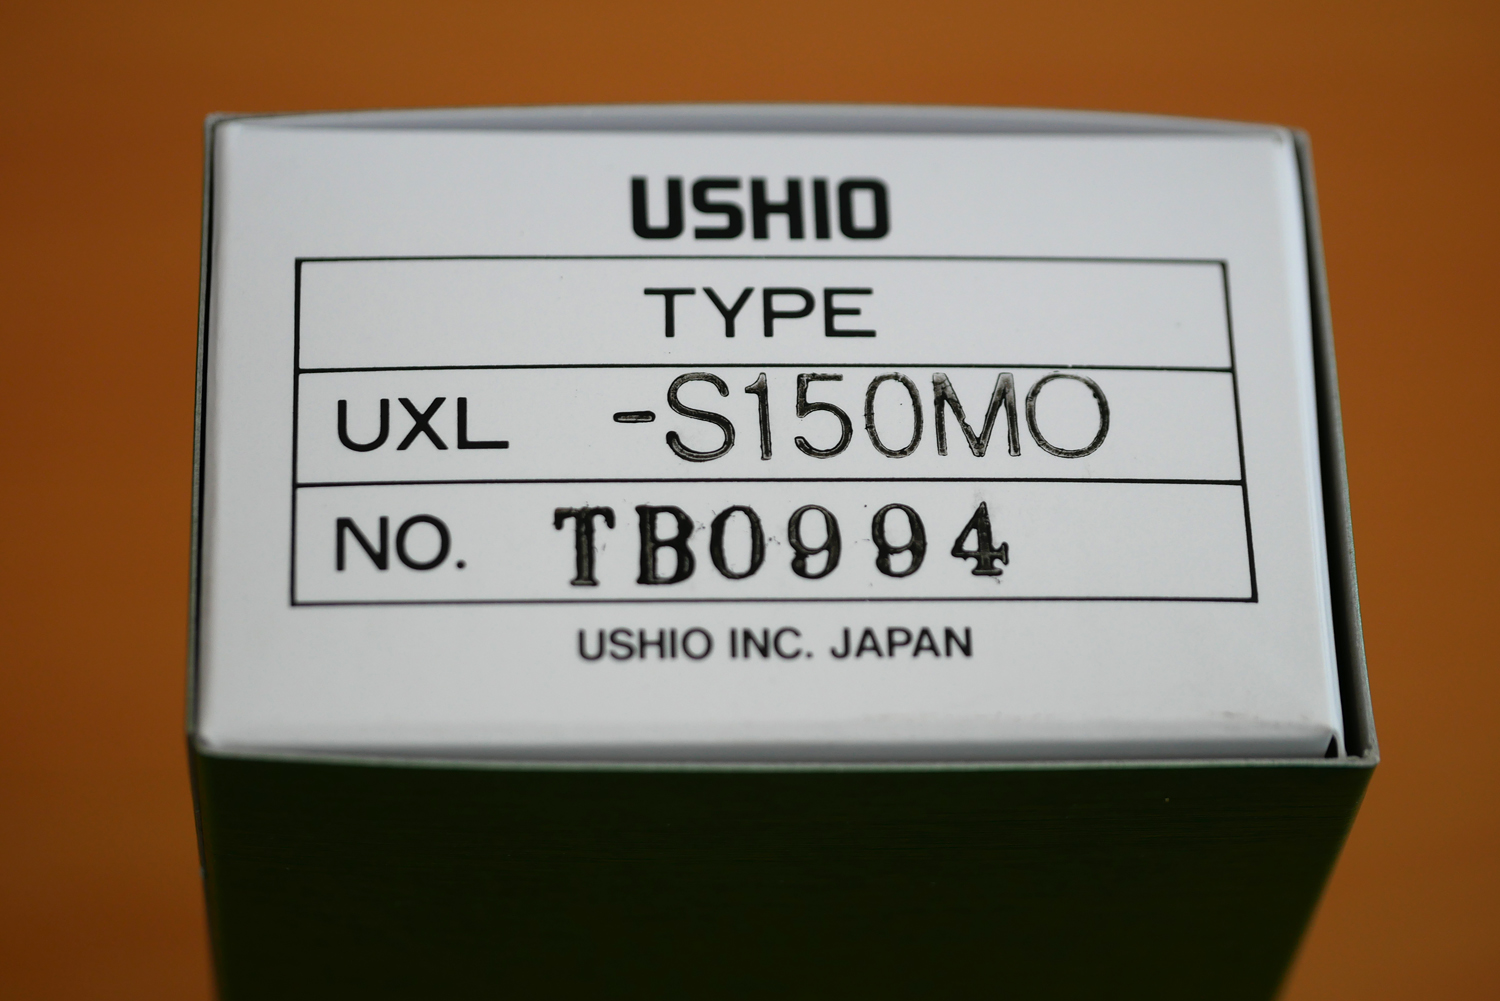 USHIO
TYPE
UXL -S150MO
NO. TB0994
USHIO INC. JAPAN